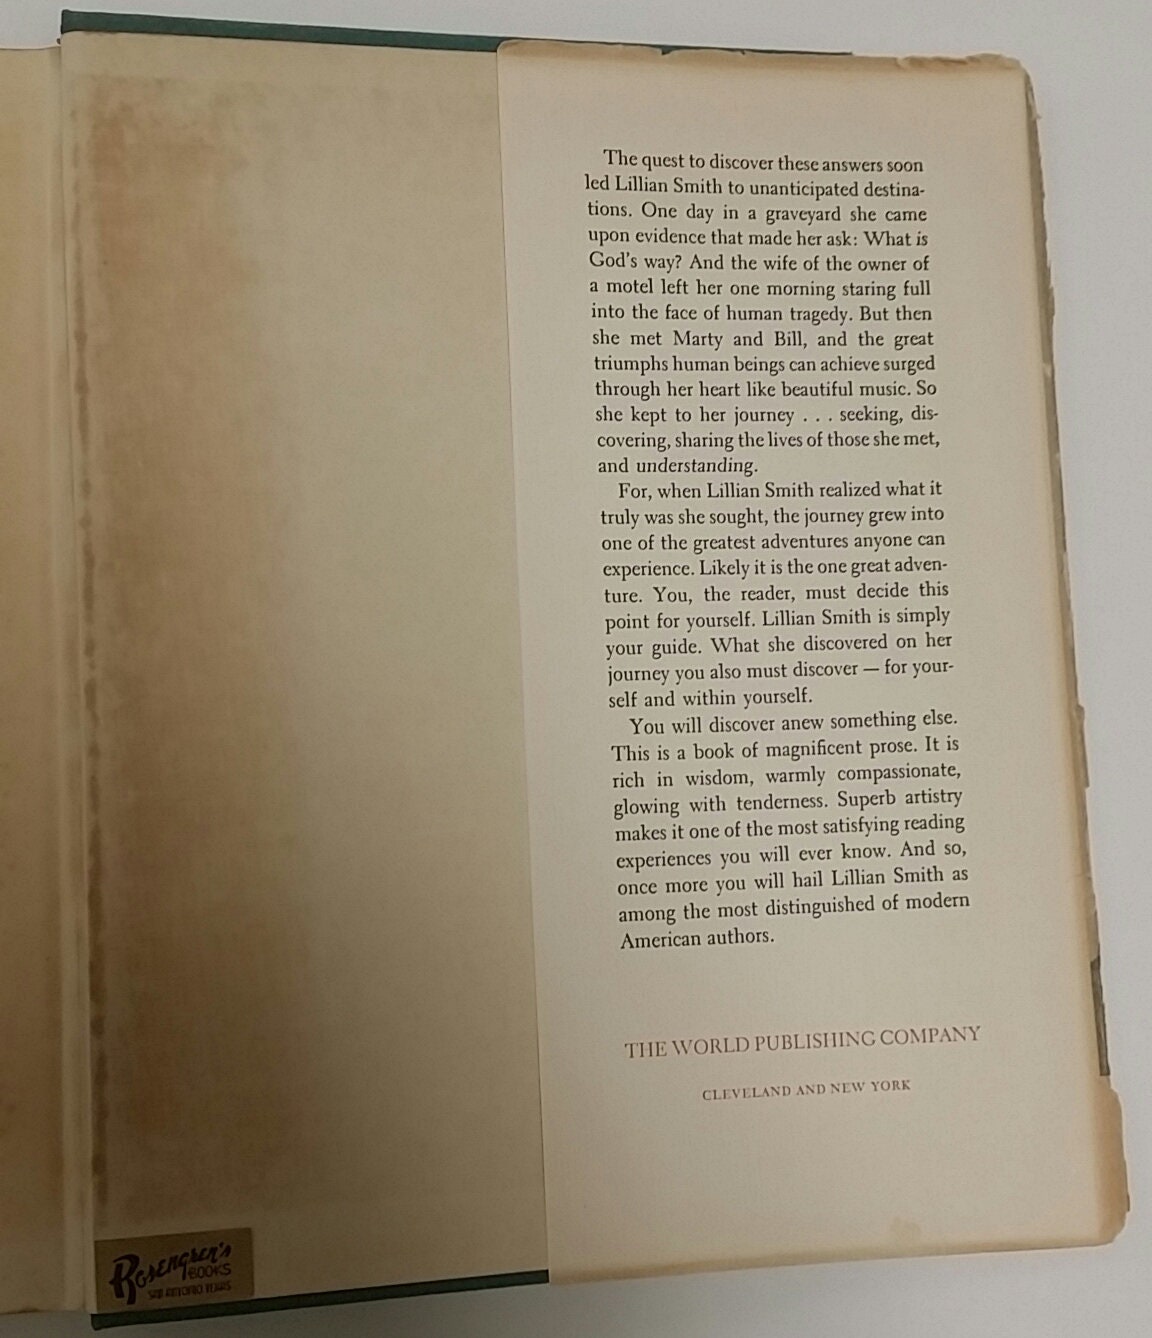 The quest to discover these answers soon
led Lillian Smith to unanticipated destina-
tions. One day in a graveyard she came
upon evidence that made her ask: What is
God's way? And the wife of the owner of
a motel left her one morning staring full
into the face of human tragedy. But then
she met Marty and Bill, and the great
triumphs human beings can achieve surged
through her heart like beautiful music. So
she kept to her journey . . . seeking, dis-
covering, sharing the lives of those she met,
and understanding.
For, when Lillian Smith realized what it
truly was she sought, the journey grew into
one of the greatest adventures anyone can
experience. Likely it is the one great adven-
ture. You, the reader, must decide this
point for yourself. Lillian Smith is simply
your guide. What she discovered on her
journey you also must discover — for your-
self and within yourself.
You will discover anew something else.
This is a book of magnificent prose. It is
rich in wisdom, warmly compassionate,
glowing with tenderness. Superb artistry
makes it one of the most satisfying reading
experiences you will ever know. And so,
once more you will hail Lillian Smith as
among the most distinguished of modern
American authors.
THE WORLD PUBLISHING COMPANY
CLEVELAND AND NEW YORK
Rosengren's
BOOKS
SAN ANTONIO TEXAS